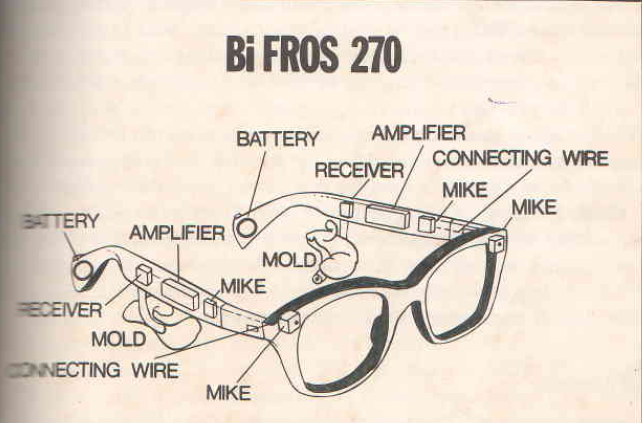 Bi FROS 270
BATTERY
AMPLIFIER
CONNECTING WIRE
RECEIVER
MIKE
MIKE
BATTERY
AMPLIFIER
MOLD
MIKE
RECEIVER
MOLD
CONNECTING WIRE
MIKE